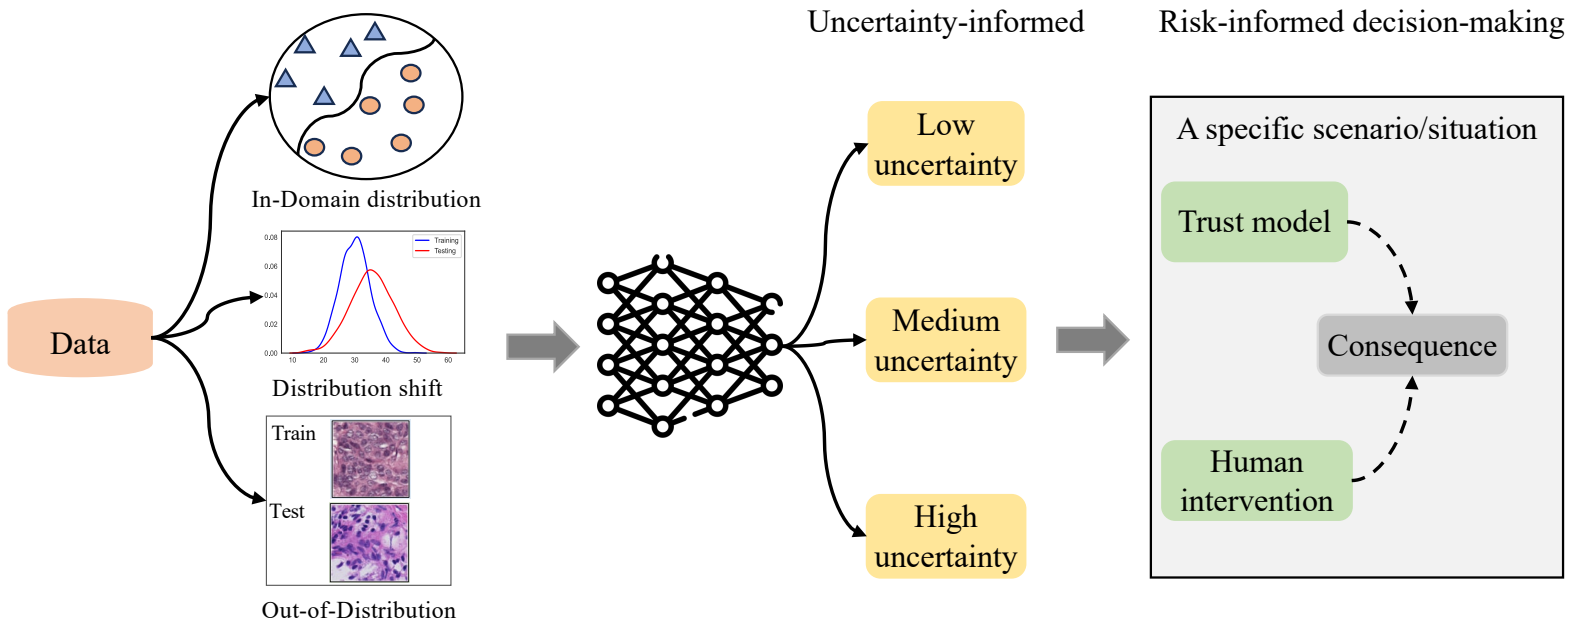 Uncertainty-informed
Risk-informed decision-making
Data
In-Domain distribution
0.08
0.06
0.04
0.02
0.00
10 20 30 40 50 60
Training
Testing
Distribution shift
Train
Test
Out-of-Distribution
Low
uncertainty
Medium
uncertainty
High
uncertainty
A specific scenario/situation
Trust model
Consequence
Human
intervention